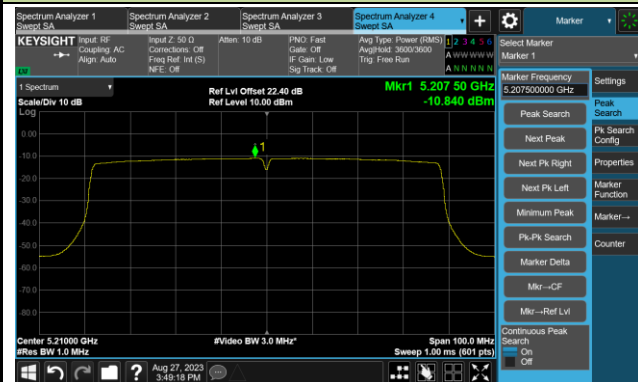 Spectrum Analyzer 1
Swept SA
Spectrum Analyzer 2
Swept SA
Spectrum Analyzer 3
Swept SA
Spectrum Analyzer 4
Swept SA
Marker
KEYSIGHT
Input: RF
Coupling: AC
Align: Auto
Input Z: 50 Ω
Corrections: Off
Freq Ref: Int (S)
NFE: Off
Atten: 10 dB
PNO: Fast
Gate: Off
IF Gain: Low
Sig Track: Off
Avg Type: Power (RMS)
Avg|Hold: 3600/3600
Trig: Free Run
1 2 3 4 5 6
A W W W W W
A N N N N N
LXI
Select Marker
Marker 1
1 Spectrum
Scale/Div 10 dB
Log
Ref Lvl Offset 22.40 dB
Ref Level 10.00 dBm
Mkr1 5.207 50 GHz
-10.840 dBm
Marker Frequency
5.207500000 GHz
Peak Search
Next Peak
Next Pk Right
Next Pk Left
Minimum Peak
Pk-Pk Search
Marker Delta
Mkr→CF
Mkr→Ref Lvl
Continuous Peak
Search
On
Off
Settings
Peak
Search
Pk Search
Config
Properties
Marker
Function
Marker→
Counter
0.00
-10.0
-20.0
-30.0
-40.0
-50.0
-60.0
-70.0
-80.0
1
Center 5.21000 GHz
#Res BW 1.0 MHz
#Video BW 3.0 MHz*
Span 100.0 MHz
Sweep 1.00 ms (601 pts)
Aug 27, 2023
3:49:18 PM